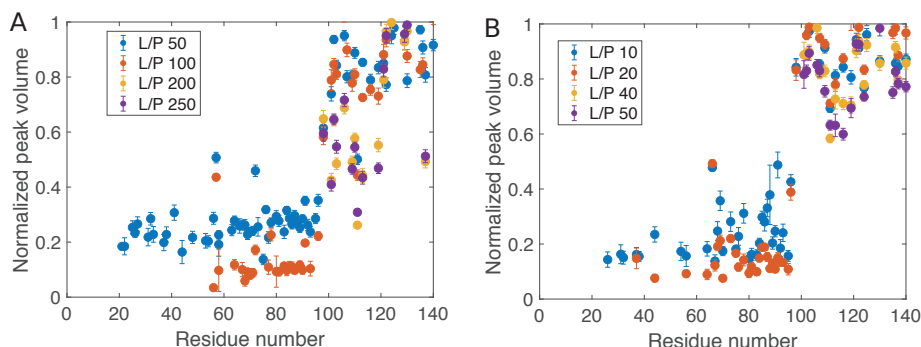 A
L/P 50
L/P 100
L/P 200
L/P 250
Normalized peak volume
1
0.8
0.6
0.4
0.2
0
0 20 40 60 80 100 120 140
Residue number
B
L/P 10
L/P 20
L/P 40
L/P 50
Normalized peak volume
1
0.8
0.6
0.4
0.2
0
0 20 40 60 80 100 120 140
Residue number